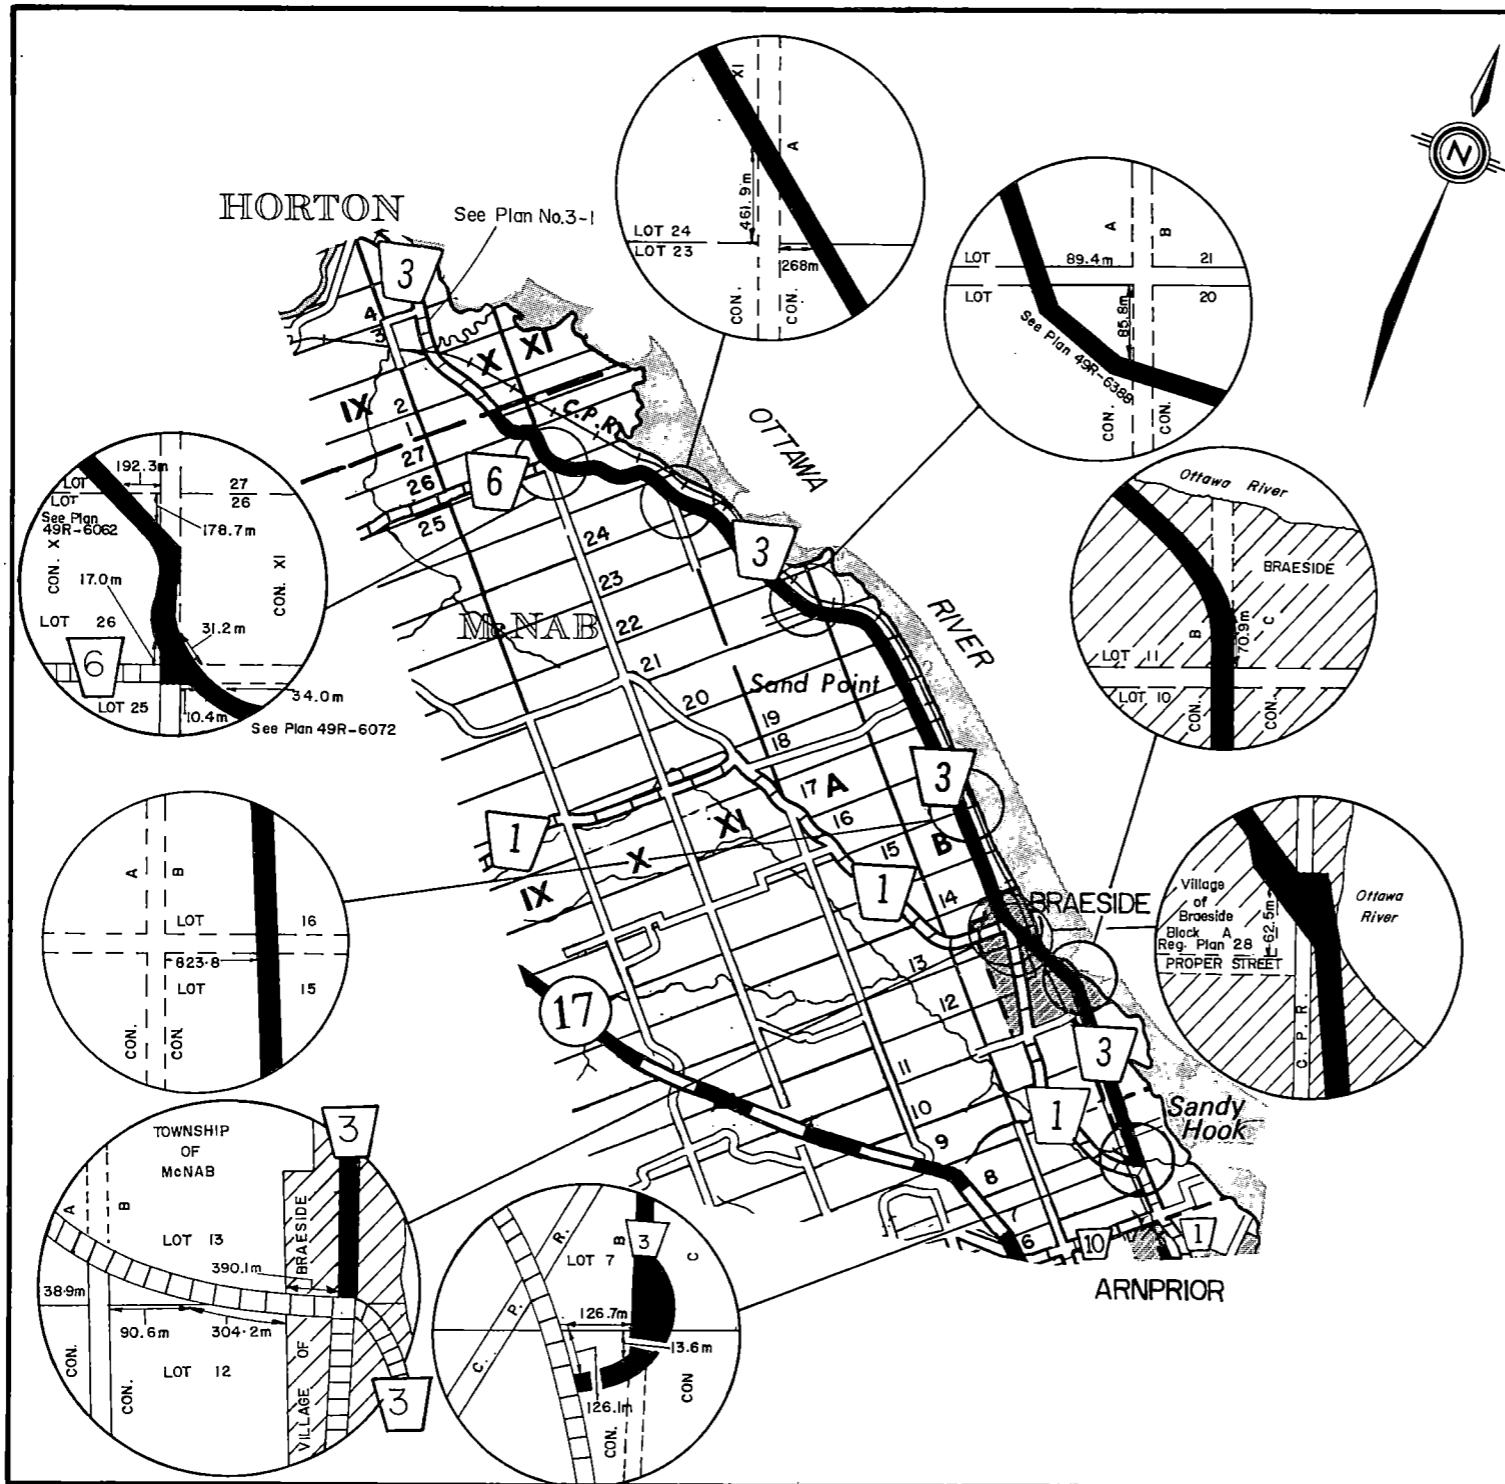 HORTON
See Plan No.3-1
3
4
3
IX
X
XI
2
1
27
26
25
6
C.P.R.
OTTAWA
RIVER
24
23
McNAB
22
21
20
Sand Point
19
18
17
A
16
15
B
14
13
12
11
10
9
8
6
3
3
3
1
1
1
1
10
17
IX
X
XI
BRAESIDE
Sandy
Hook
ARNPRIOR
N
XI
A
461.9m
LOT 24
LOT 23
268m
CON.
CON.
A
B
LOT
89.4m
21
LOT
20
85.8m
See Plan 49R-6388
CON.
CON.
192.3m
LOT
27
LOT
26
See Plan
49R-6062
178.7m
CON. X
CON. XI
17.0m
LOT 26
31.2m
6
34.0m
LOT 25
10.4m
See Plan 49R-6072
Ottawa River
BRAESIDE
B
C
70.9m
LOT 11
LOT 10
CON.
CON.
A
B
LOT
16
823.8
LOT
15
CON.
CON.
Village
of
Braeside
Block A
Reg. Plan 28
PROPER STREET
62.5m
Ottawa
River
C. P. R.
3
TOWNSHIP
OF
McNAB
A
B
LOT 13
390.1m
BRAESIDE
38.9m
90.6m
304.2m
LOT 12
CON.
CON.
VILLAGE OF
3
C. P. R.
LOT 7
B
3
C
126.7m
13.6m
126.1m
CON.
CON